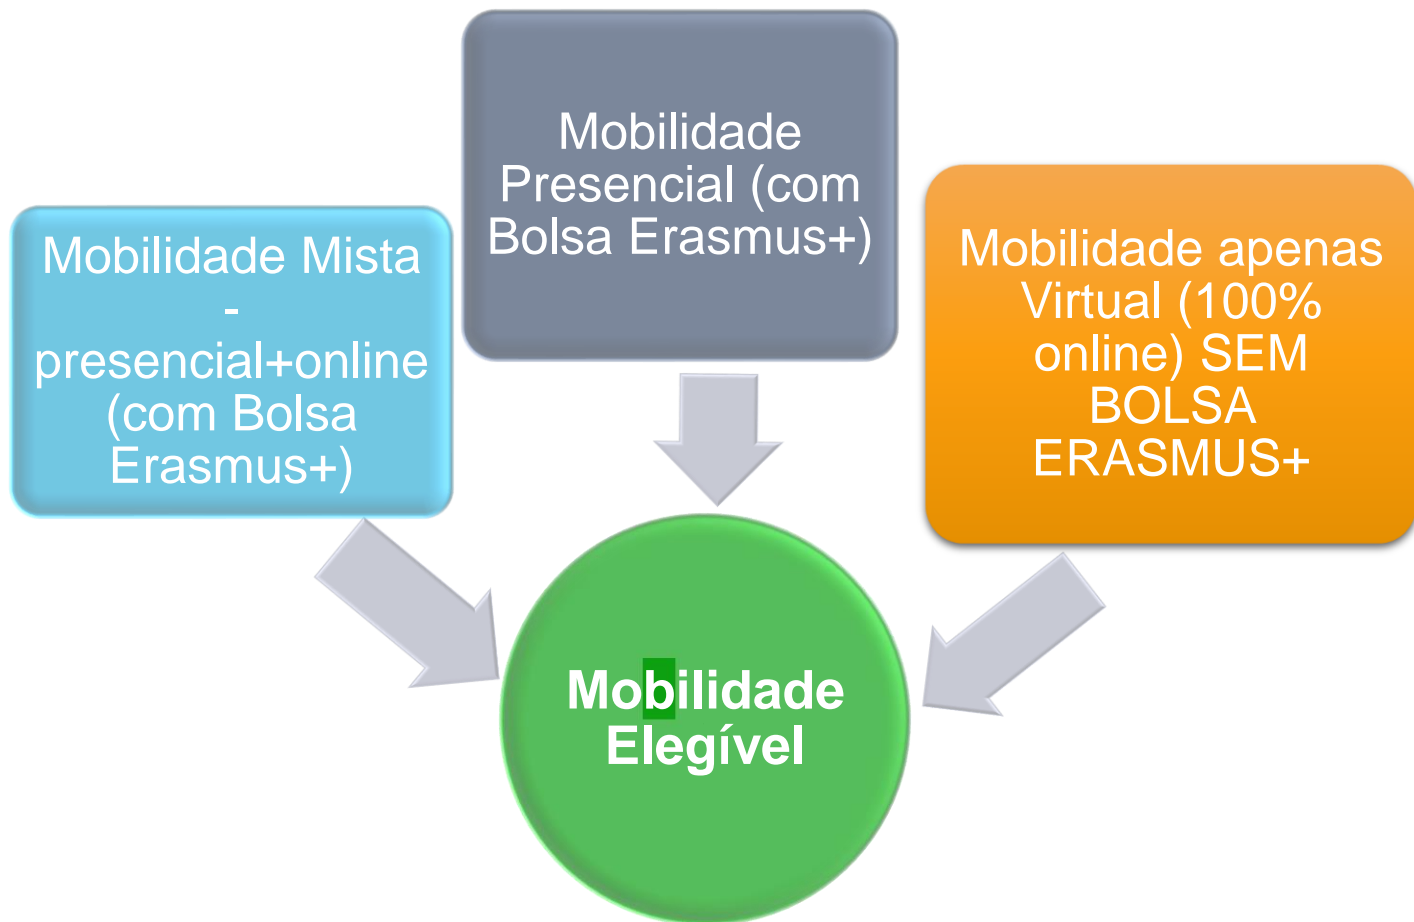 Mobilidade Mista
-
presencial+online
(com Bolsa
Erasmus+)
Mobilidade
Presencial (com
Bolsa Erasmus+)
Mobilidade apenas
Virtual (100%
online) SEM
BOLSA
ERASMUS+
Mobilidade
Elegível